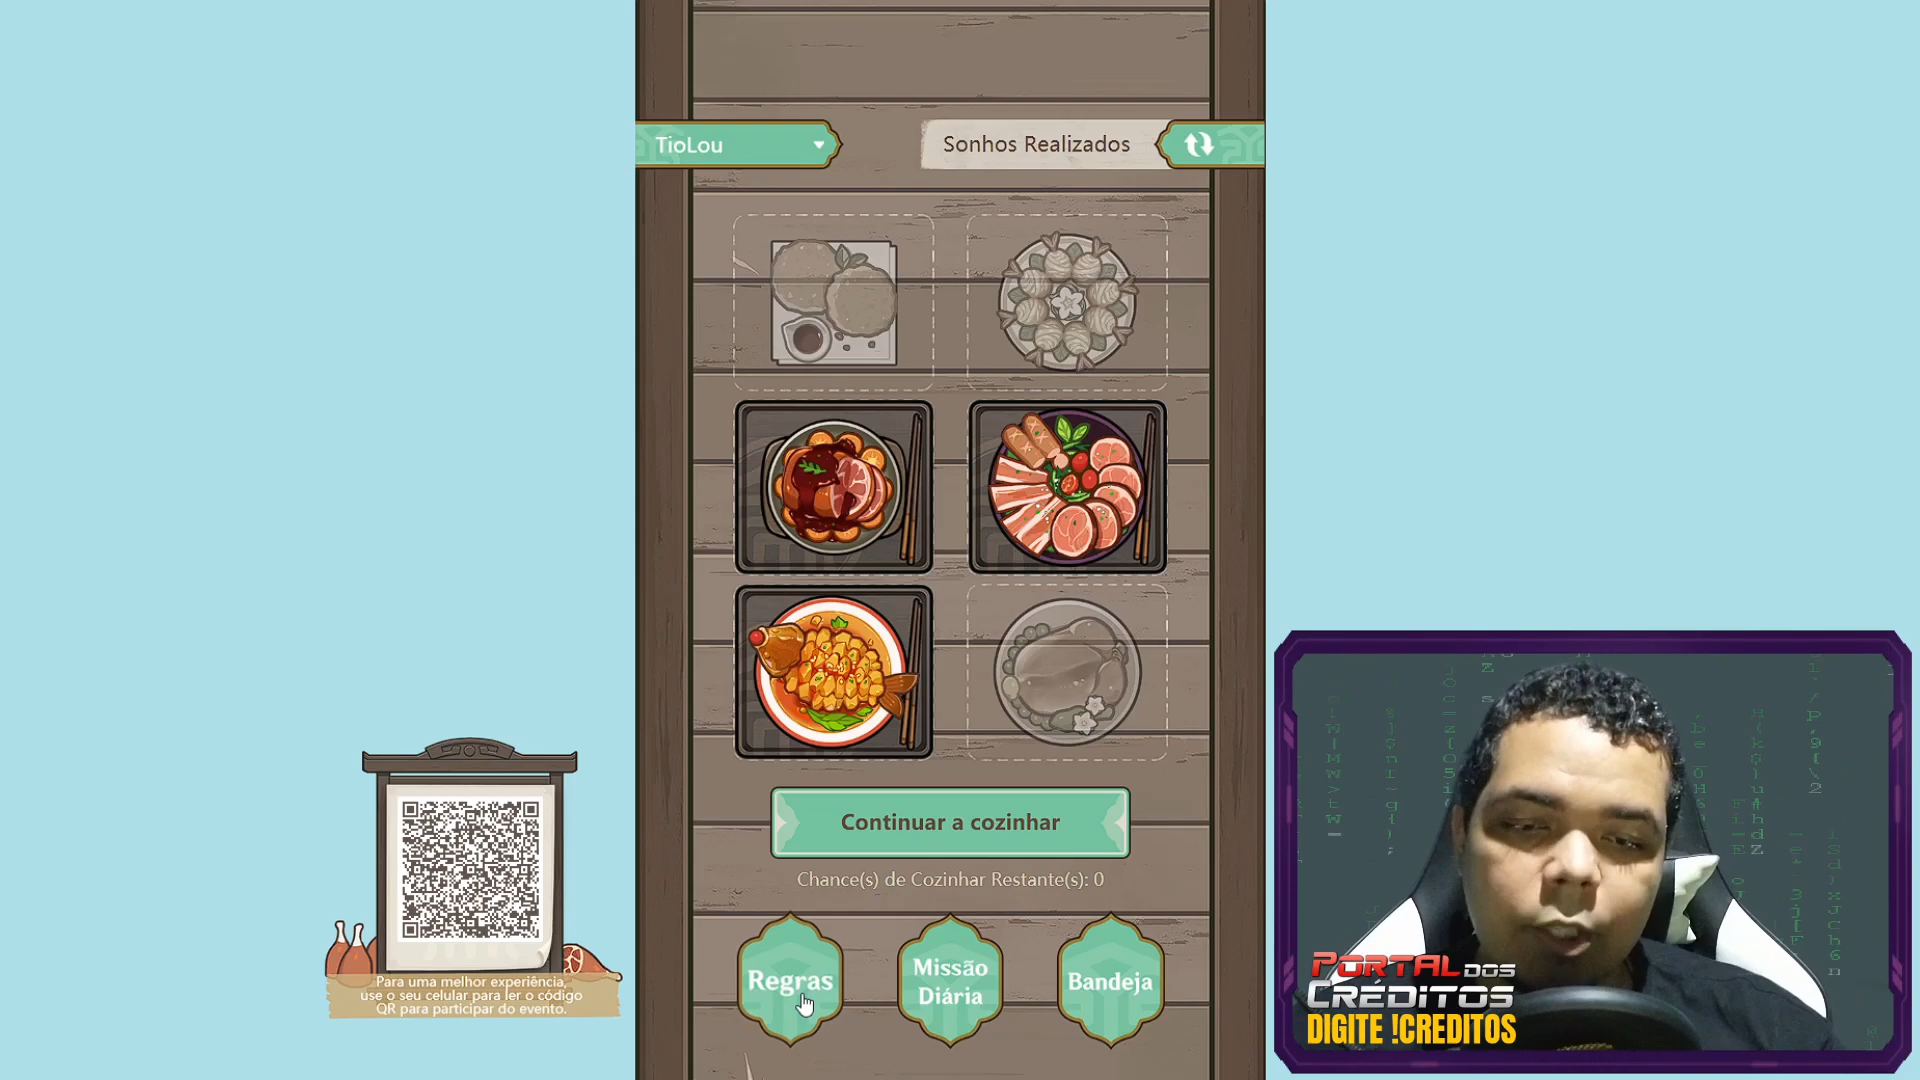 TioLou
Sonhos Realizados
Continuar a cozinhar
Chance(s) de Cozinhar Restante(s): 0
Regras
Missão
Diária
Bandeja
Para uma melhor experiência,
use o seu celular para ler o código
QR para participar do evento.
PORTAL DOS
CRÉDITOS
DIGITE !CREDITOS